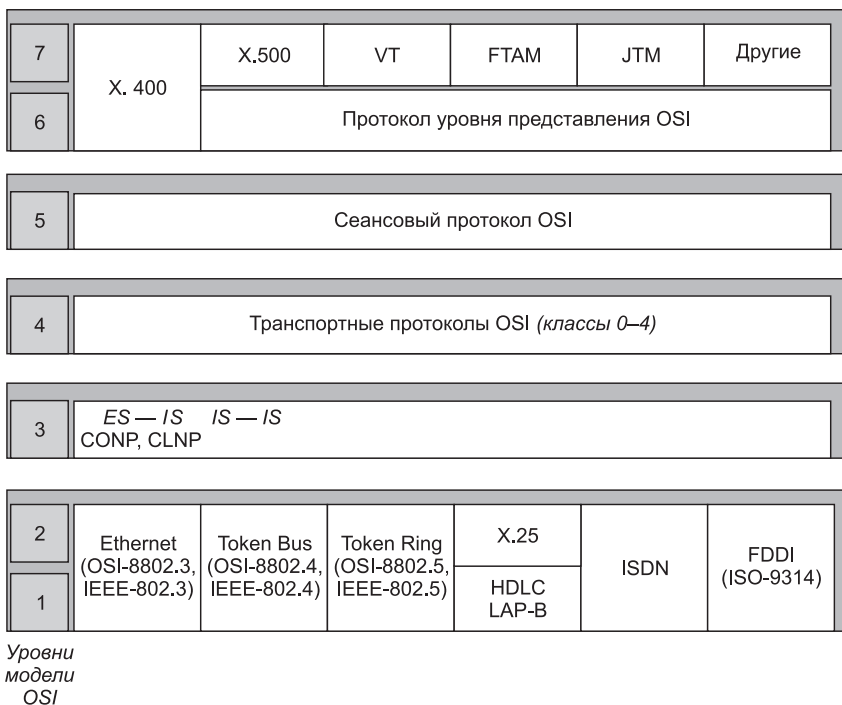 7
X. 400
X.500
VT
FTAM
JTM
Другие
6
Протокол уровня представления OSI
5
Сеансовый протокол OSI
4
Транспортные протоколы OSI (классы 0–4)
3
ES — IS IS — IS
CONP, CLNP
2
1
Ethernet
(OSI-8802.3,
IEEE-802.3)
Token Bus
(OSI-8802.4,
IEEE-802.4)
Token Ring
(OSI-8802.5,
IEEE-802.5)
X.25
HDLC
LAP-B
ISDN
FDDI
(ISO-9314)
Уровни
модели
OSI